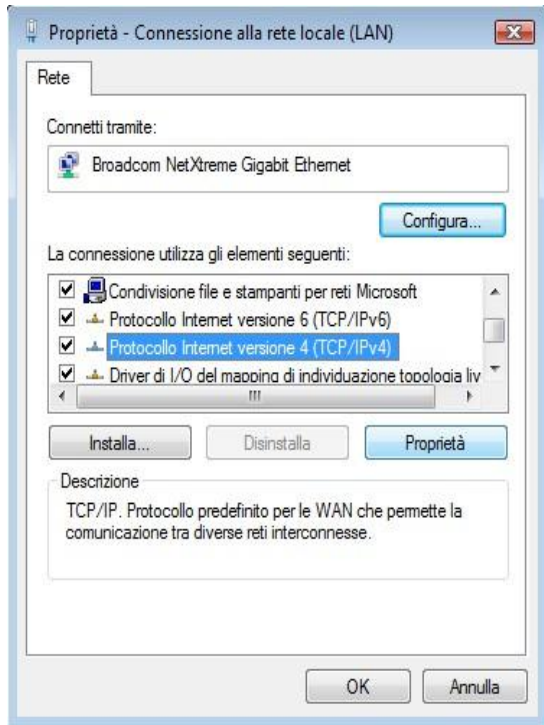 Proprietà - Connessione alla rete locale (LAN)
Rete
Connetti tramite:
Broadcom NetXtreme Gigabit Ethernet
Configura...
La connessione utilizza gli elementi seguenti:
Condivisione file e stampanti per reti Microsoft
Protocollo Internet versione 6 (TCP/IPv6)
Protocollo Internet versione 4 (TCP/IPv4)
Driver di I/O del mapping di individuazione topologia liv
Installa...
Disinstalla
Proprietà
Descrizione
TCP/IP. Protocollo predefinito per le WAN che permette la
comunicazione tra diverse reti interconnesse.
OK
Annulla